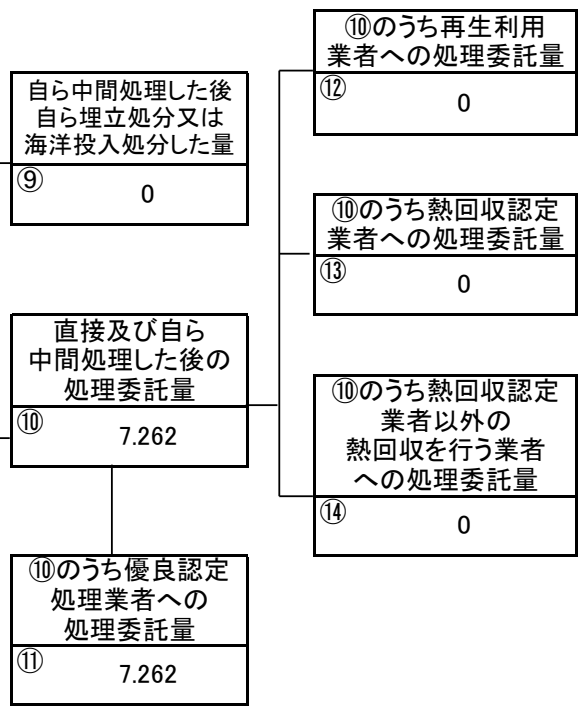 自ら中間処理した後
自ら埋立処分又は
海洋投入処分した量
⑨
0
直接及び自ら
中間処理した後の
処理委託量
⑩
7.262
⑩のうち優良認定
処理業者への
処理委託量
⑪
7.262
⑩のうち再生利用
業者への処理委託量
⑫
0
⑩のうち熱回収認定
業者への処理委託量
⑬
0
⑩のうち熱回収認定
業者以外の
熱回収を行う業者
への処理委託量
⑭
0